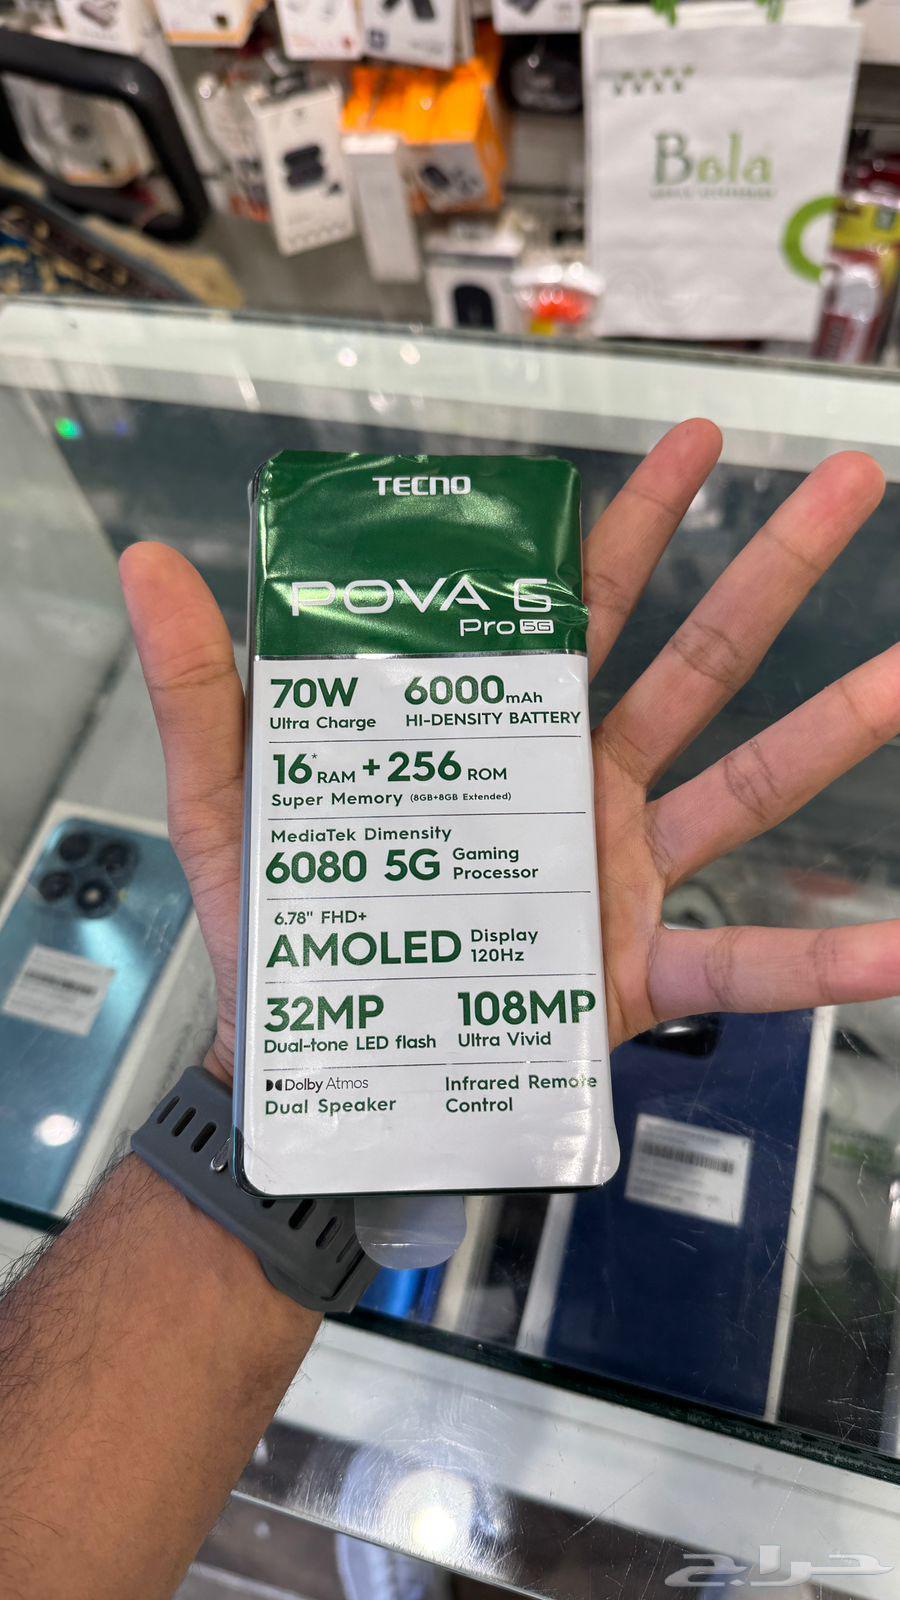 Bola
TECNO
POVA 6
Pro 5G
70W
Ultra Charge
6000mAh
HI-DENSITY BATTERY
16* RAM + 256 ROM
Super Memory (8GB+8GB Extended)
MediaTek Dimensity
6080 5G Gaming Processor
6.78" FHD+
AMOLED Display 120Hz
32MP
Dual-tone LED flash
108MP
Ultra Vivid
Dolby Atmos
Dual Speaker
Infrared Remote
Control
حراج